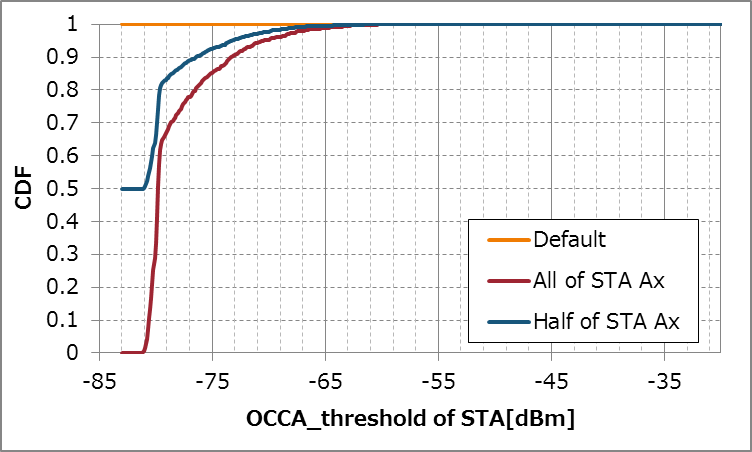 1
0.9
0.8
0.7
0.6
0.5
0.4
0.3
0.2
0.1
0
CDF
Default
All of STA Ax
Half of STA Ax
-85 -75 -65 -55 -45 -35
OCCA_threshold of STA[dBm]